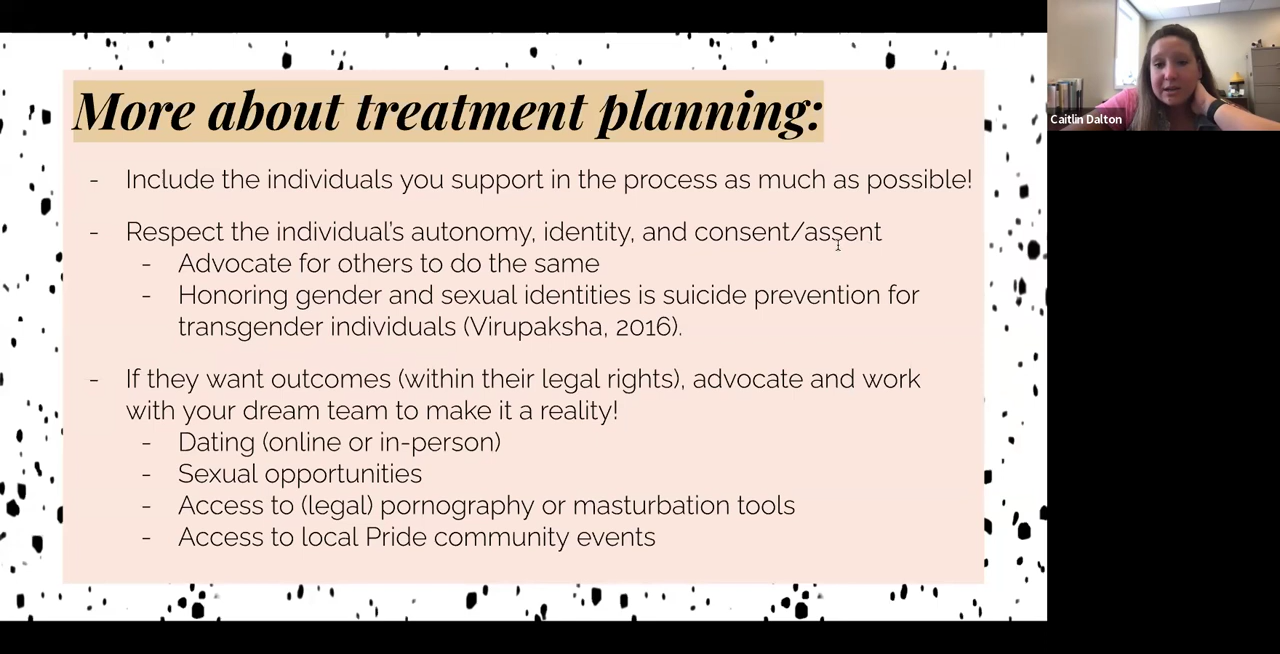 More about treatment planning:
- Include the individuals you support in the process as much as possible!
- Respect the individual's autonomy, identity, and consent/assent
- Advocate for others to do the same
- Honoring gender and sexual identities is suicide prevention for
transgender individuals (Virupaksha, 2016).
- If they want outcomes (within their legal rights), advocate and work
with your dream team to make it a reality!
- Dating (online or in-person)
- Sexual opportunities
- Access to (legal) pornography or masturbation tools
- Access to local Pride community events
Caitlin Dalton